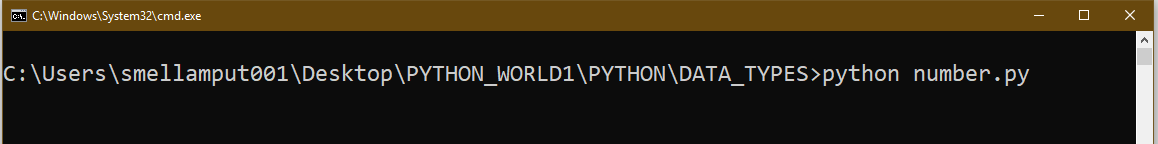 C:\Windows\System32\cmd.exe
C:\Users\smellamput001\Desktop\PYTHON_WORLD1\PYTHON\DATA_TYPES>python number.py